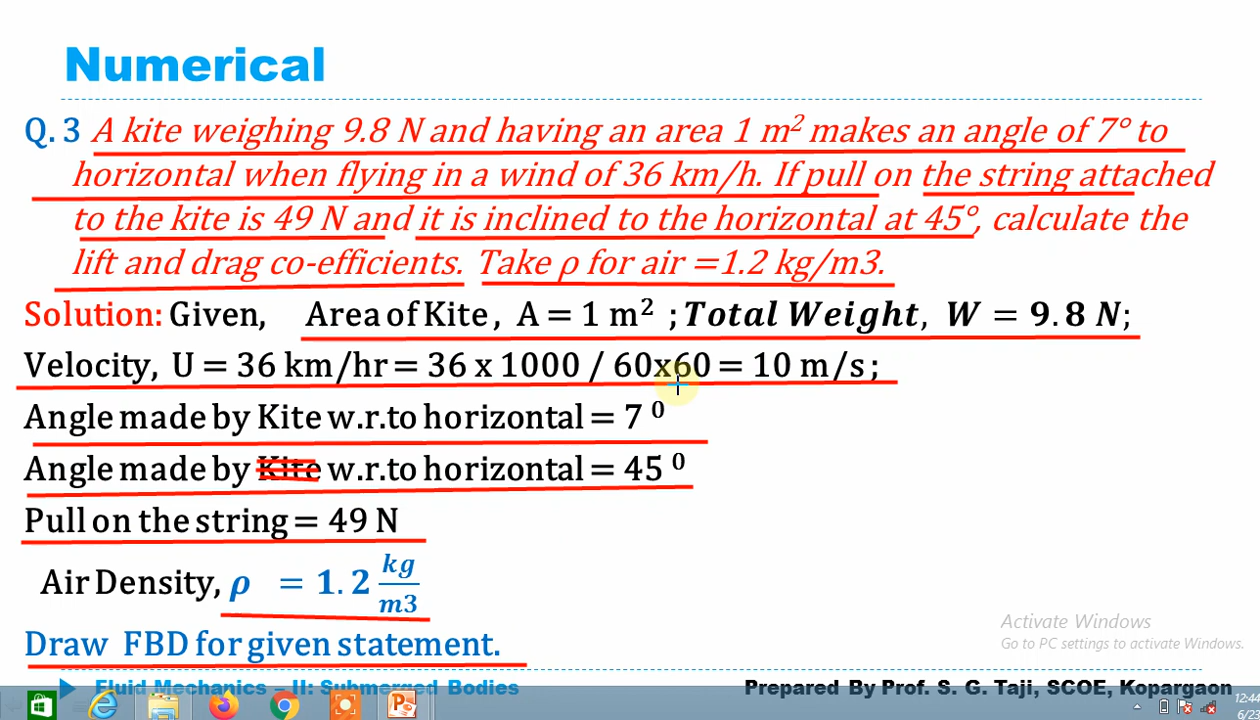 Numerical
Q. 3 A kite weighing 9.8 N and having an area 1 m² makes an angle of 7° to
horizontal when flying in a wind of 36 km/h. If pull on the string attached
to the kite is 49 N and it is inclined to the horizontal at 45°, calculate the
lift and drag co-efficients. Take ρ for air =1.2 kg/m3.
Solution: Given, Area of Kite , A = 1 m² ; Total Weight, W = 9.8 N;
Velocity, U = 36 km/hr = 36 x 1000 / 60x60 = 10 m/s ;
Angle made by Kite w.r.to horizontal = 7 ⁰
Angle made by Kite w.r.to horizontal = 45 ⁰
Pull on the string = 49 N
Air Density, ρ = 1.2 kg/m3
Draw FBD for given statement.
Activate Windows
Go to PC settings to activate Windows.
Fluid Mechanics – II: Submerged Bodies
Prepared By Prof. S. G. Taji, SCOE, Kopargaon
12:44